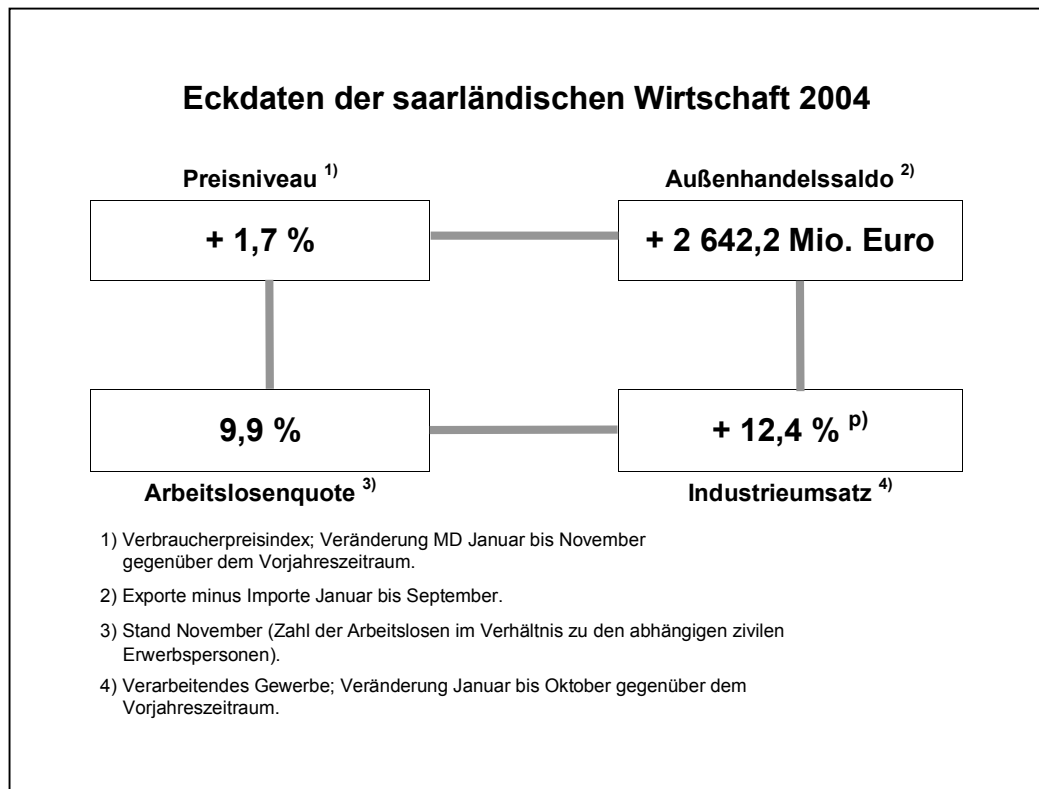 Eckdaten der saarländischen Wirtschaft 2004
Preisniveau 1)
Außenhandelssaldo 2)
+ 1,7 %
+ 2 642,2 Mio. Euro
9,9 %
+ 12,4 % p)
Arbeitslosenquote 3)
Industrieumsatz 4)
1) Verbraucherpreisindex; Veränderung MD Januar bis November
gegenüber dem Vorjahreszeitraum.
2) Exporte minus Importe Januar bis September.
3) Stand November (Zahl der Arbeitslosen im Verhältnis zu den abhängigen zivilen
Erwerbspersonen).
4) Verarbeitendes Gewerbe; Veränderung Januar bis Oktober gegenüber dem
Vorjahreszeitraum.